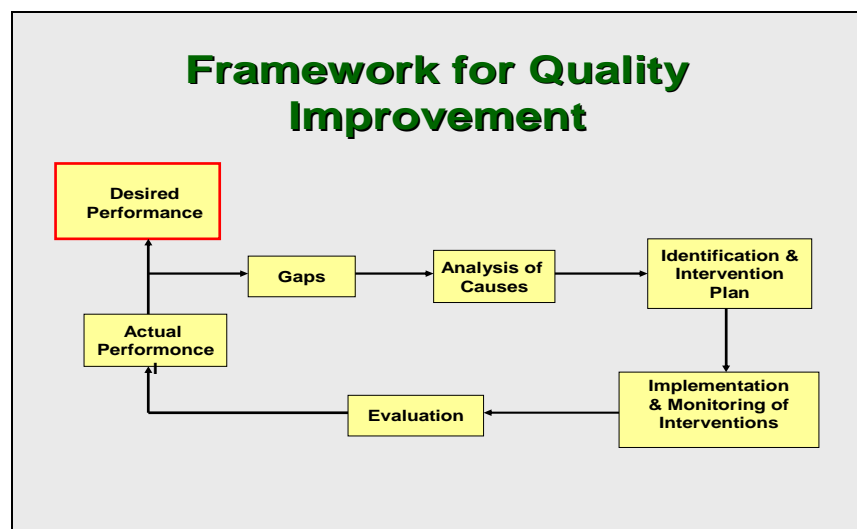 Framework for Quality
Improvement
Desired
Performance
Gaps
Analysis of
Causes
Identification &
Intervention
Plan
Actual
Performonce
Implementation
& Monitoring of
Interventions
Evaluation